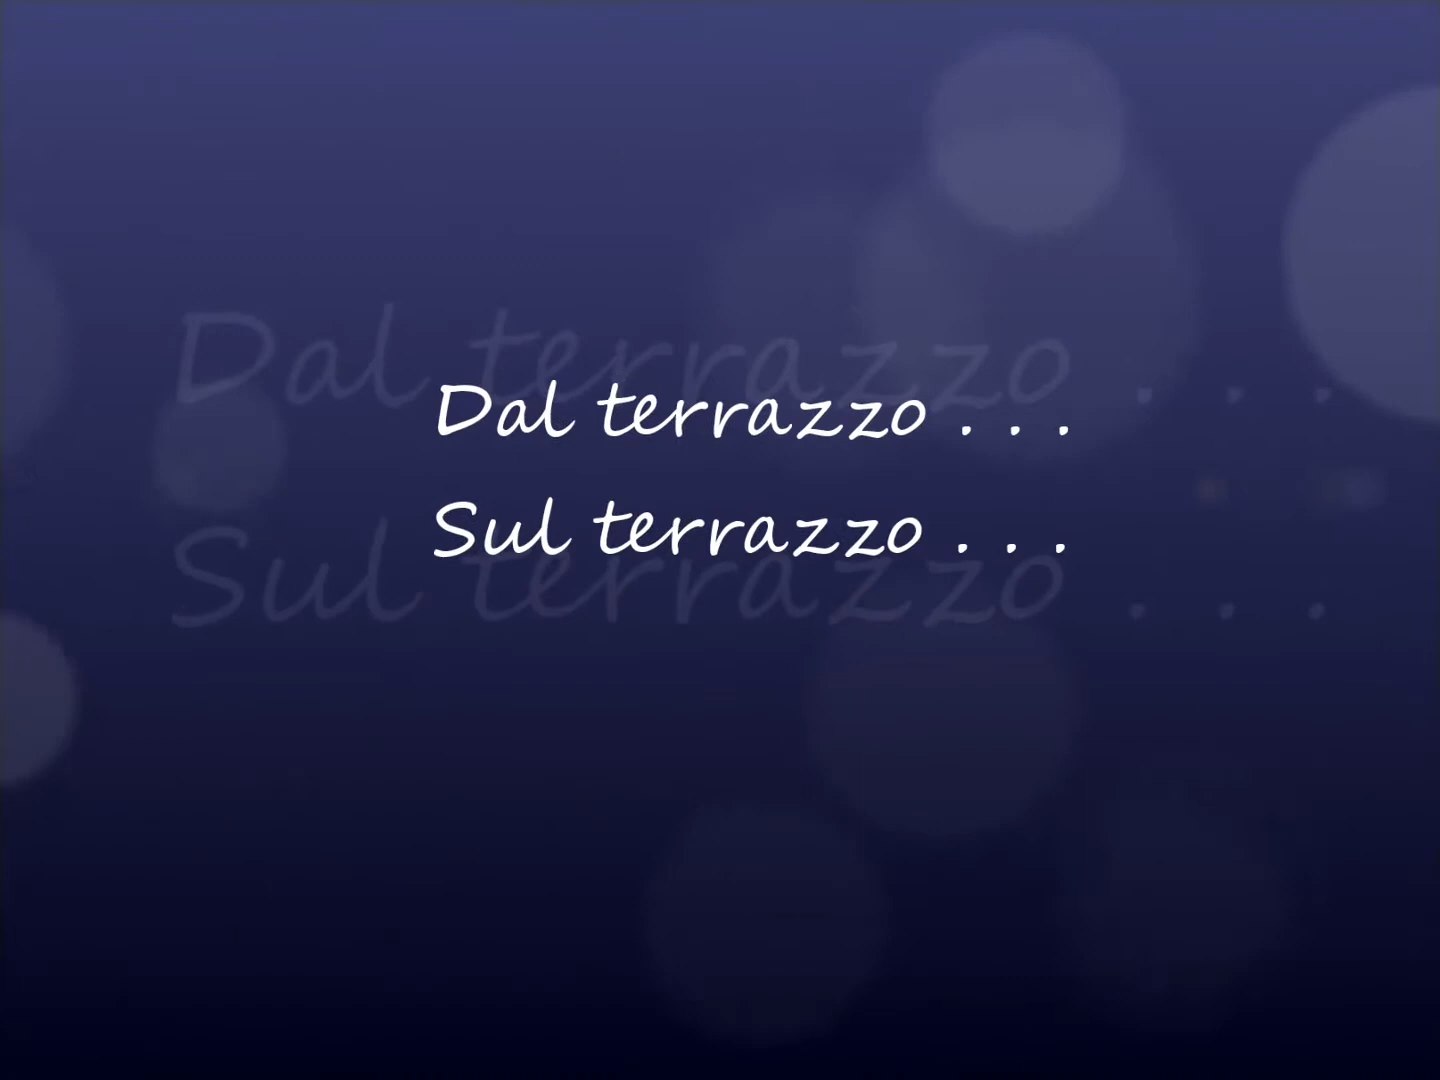 Dal terrazzo . . .
Sul terrazzo . . .